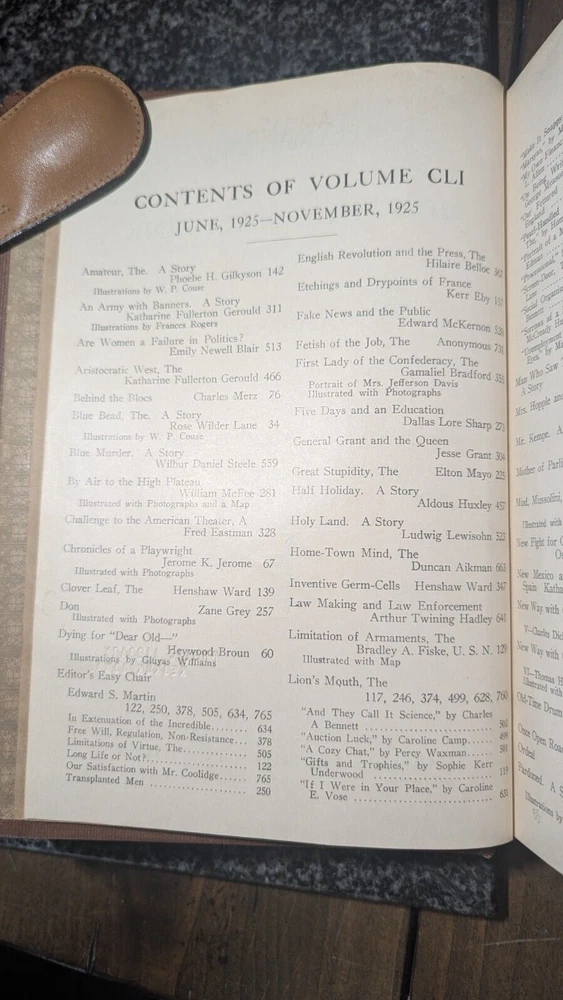 CONTENTS OF VOLUME CLI
JUNE, 1925—NOVEMBER, 1925
Amateur, The. A Story
Phoebe H. Gilkyson 142
Illustrations by W. P. Couse
An Army with Banners. A Story
Katharine Fullerton Gerould 311
Illustrations by Frances Rogers
Are Women a Failure in Politics?
Emily Newell Blair 513
Aristocratic West, The
Katharine Fullerton Gerould 466
Behind the Blocs Charles Merz 76
Blue Bead, The. A Story
Rose Wilder Lane 34
Illustrations by W. P. Couse
Blue Murder. A Story
Wilbur Daniel Steele 559
By Air to the High Plateau
William McFee 281
Illustrated with Photographs and a Map
Challenge to the American Theater, A
Fred Eastman 328
Chronicles of a Playwright
Jerome K. Jerome 67
Illustrated with Photographs
Clover Leaf, The Henshaw Ward 139
Don Zane Grey 257
Illustrated with Photographs
Dying for "Dear Old—"
Heywood Broun 60
Illustrations by Gluyas Williams
Editor's Easy Chair
Edward S. Martin
122, 250, 378, 505, 634, 765
In Extenuation of the Incredible........ 634
Free Will, Regulation, Non-Resistance... 378
Limitations of Virtue, The............. 505
Long Life or Not?.................. 122
Our Satisfaction with Mr. Coolidge...... 765
Transplanted Men ................ 250
English Revolution and the Press, The
Hilaire Belloc
Etchings and Drypoints of France
Kerr Eby
Fake News and the Public
Edward McKernon
Fetish of the Job, The Anonymous
First Lady of the Confederacy, The
Gamaliel Bradford
Portrait of Mrs. Jefferson Davis
Illustrated with Photographs
Five Days and an Education
Dallas Lore Sharp
General Grant and the Queen
Jesse Grant
Great Stupidity, The Elton Mayo
Half Holiday. A Story
Aldous Huxley
Holy Land. A Story
Ludwig Lewisohn
Home-Town Mind, The
Duncan Aikman
Inventive Germ-Cells Henshaw Ward 347
Law Making and Law Enforcement
Arthur Twining Hadley
Limitation of Armaments, The
Bradley A. Fiske, U. S. N. 129
Illustrated with Map
Lion's Mouth, The
117, 246, 374, 499, 628,
"And They Call It Science," by Charles
A Bennett ....................
"Auction Luck," by Caroline Camp......
"A Cozy Chat," by Percy Waxman......
"Gifts and Trophies," by Sophie Kerr
Underwood ....................
"If I Were in Your Place," by Caroline
E. Vose ........................